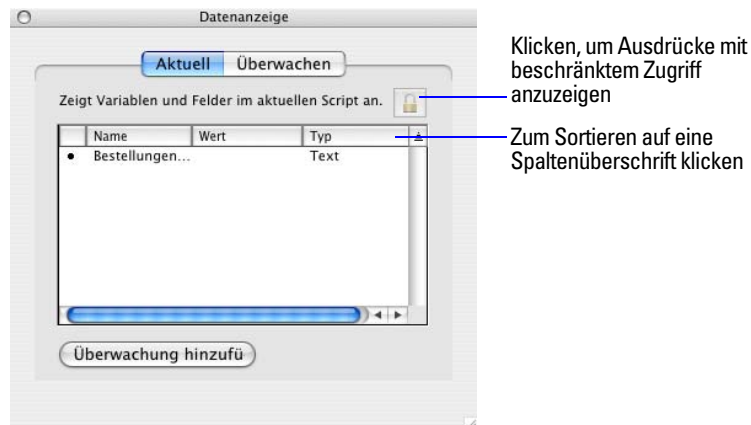 Datenanzeige
Aktuell Überwachen
Zeigt Variablen und Felder im aktuellen Script an.
Name Wert Typ
Bestellungen... Text
Überwachung hinzufü
Klicken, um Ausdrücke mit
beschränktem Zugriff
anzuzeigen
Zum Sortieren auf eine
Spaltenüberschrift klicken